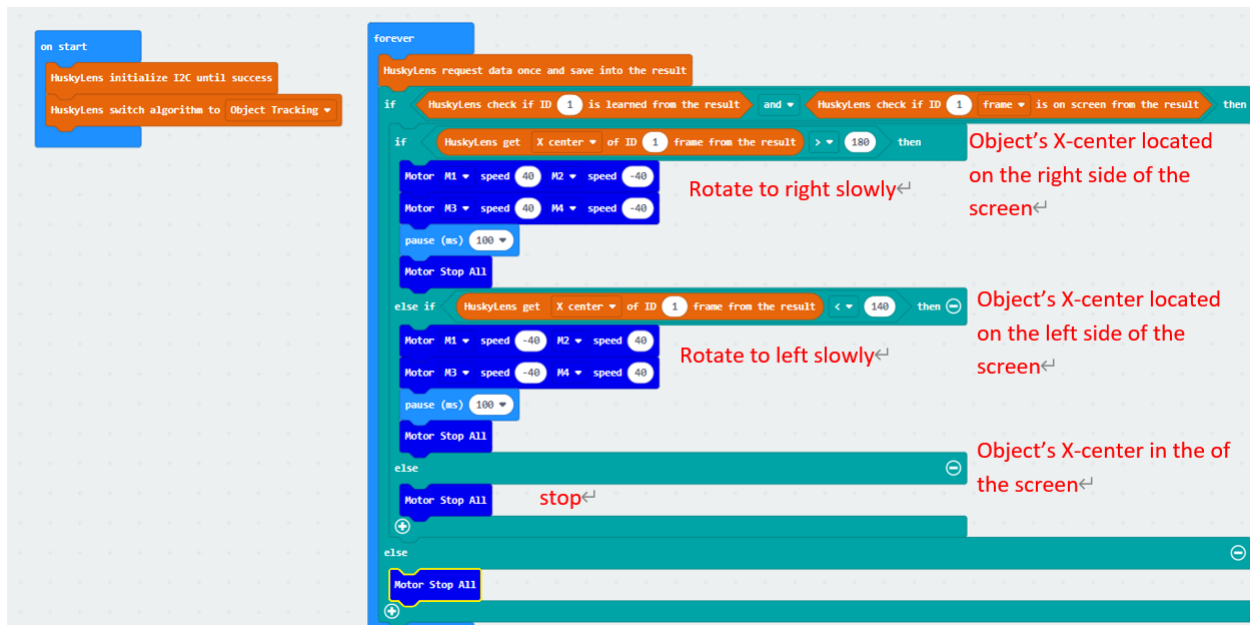 on start
HuskyLens initialize I2C until success
HuskyLens switch algorithm to Object Tracking
forever
HuskyLens request data once and save into the result
if HuskyLens check if ID 1 is learned from the result and HuskyLens check if ID 1 frame is on screen from the result then
if HuskyLens get X center of ID 1 frame from the result > 180 then
Object's X-center located
on the right side of the
screen
Motor M1 speed 40 M2 speed -40
Motor M3 speed 40 M4 speed -40
Rotate to right slowly
pause (ms) 100
Motor Stop All
else if HuskyLens get X center of ID 1 frame from the result < 140 then
Object's X-center located
on the left side of the
screen
Motor M1 speed -40 M2 speed 40
Motor M3 speed -40 M4 speed 40
Rotate to left slowly
pause (ms) 100
Motor Stop All
else
Object's X-center in the of
the screen
Motor Stop All
stop
else
Motor Stop All